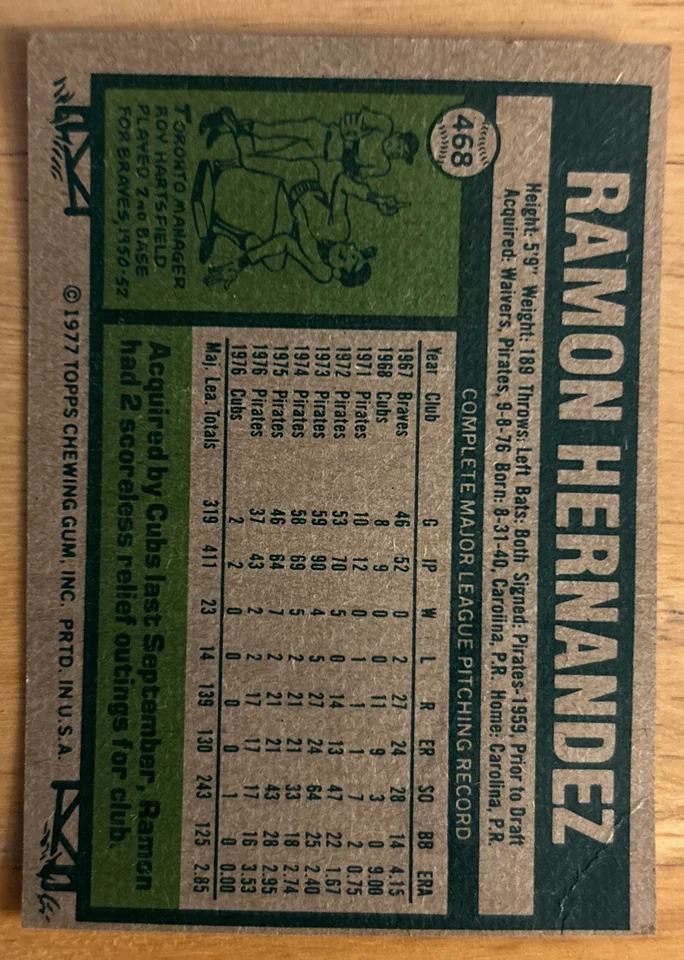 468
RAMON HERNANDEZ
Height: 5'9" Weight: 189 Throws: Left Bats: Both Signed: Pirates-1959, Prior to Draft
Acquired: Waivers, Pirates, 9-8-76 Born: 8-31-40, Carolina, P.R. Home: Carolina, P.R.
COMPLETE MAJOR LEAGUE PITCHING RECORD
Year Club G IP W L R ER SO BB ERA
1967 Braves 46 52 0 2 27 24 28 14 4.15
1968 Cubs 8 9 0 0 11 9 3 0 9.00
1971 Pirates 10 12 0 1 1 1 7 2 0.75
1972 Pirates 53 70 5 0 14 13 47 22 1.67
1973 Pirates 59 90 4 5 27 24 64 25 2.40
1974 Pirates 58 69 5 2 21 21 33 18 2.74
1975 Pirates 46 64 7 2 21 21 43 28 2.95
1976 Pirates 37 43 2 2 17 17 17 16 3.53
1976 Cubs 2 2 0 0 0 0 1 0 0.00
Maj. Lea. Totals 319 411 23 14 139 130 243 125 2.85
TORONTO MANAGER
ROY HARTSFIELD
PLAYED 2ND BASE
FOR BRAVES, 1950-52
Acquired by Cubs last September, Ramon
had 2 scoreless relief outings for club.
© 1977 TOPPS CHEWING GUM, INC. PRTD. IN U.S.A.